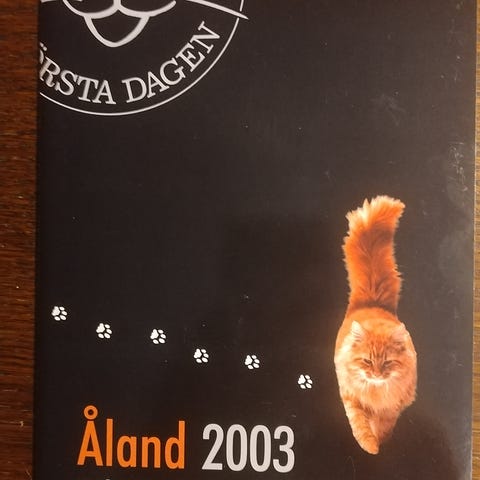 ÖRSTA DAGEN
Åland 2003